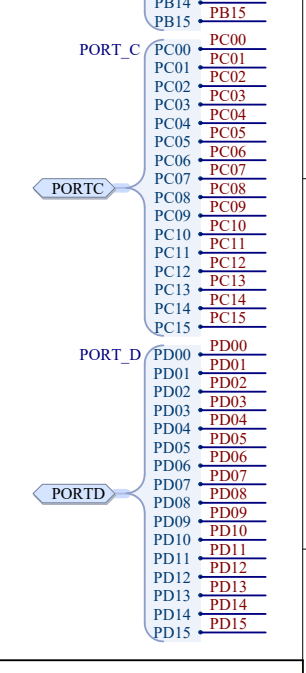 PB14
PB15 PB15
PORT_C
PC00 PC00
PC01 PC01
PC02 PC02
PC03 PC03
PC04 PC04
PC05 PC05
PC06 PC06
PORTC PC07 PC07
PC08 PC08
PC09 PC09
PC10 PC10
PC11 PC11
PC12 PC12
PC13 PC13
PC14 PC14
PC15 PC15
PORT_D
PD00 PD00
PD01 PD01
PD02 PD02
PD03 PD03
PD04 PD04
PD05 PD05
PD06 PD06
PORTD PD07 PD07
PD08 PD08
PD09 PD09
PD10 PD10
PD11 PD11
PD12 PD12
PD13 PD13
PD14 PD14
PD15 PD15